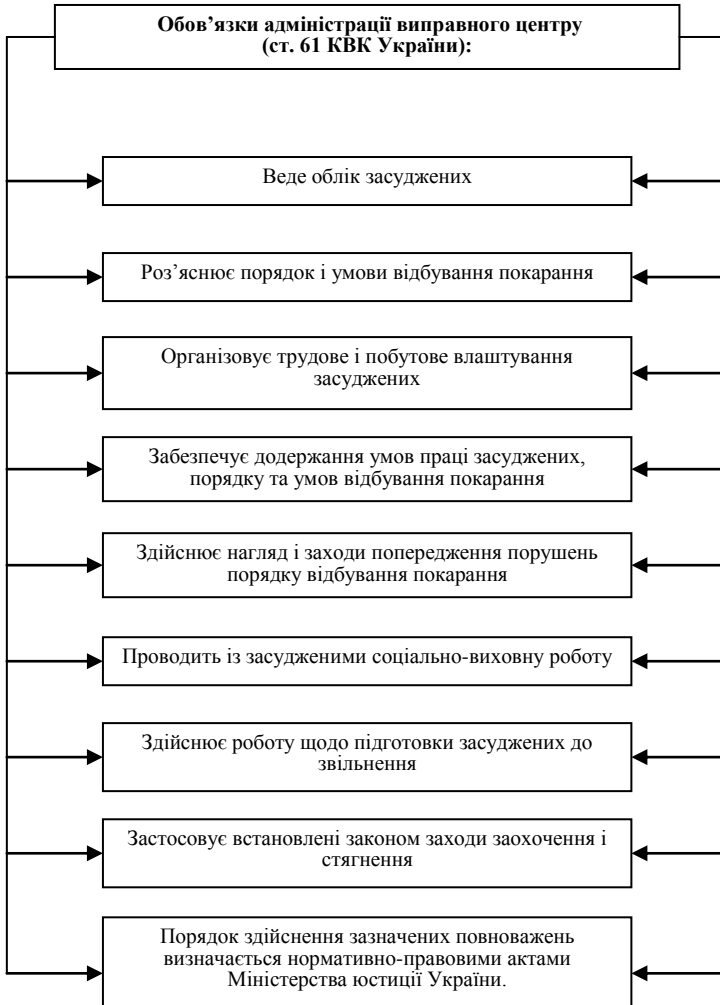 Обов’язки адміністрації виправного центру
(ст. 61 КВК України):
Веде облік засуджених
Роз’яснює порядок і умови відбування покарання
Організовує трудове і побутове влаштування
засуджених
Забезпечує додержання умов праці засуджених,
порядку та умов відбування покарання
Здійснює нагляд і заходи попередження порушень
порядку відбування покарання
Проводить із засудженими соціально-виховну роботу
Здійснює роботу щодо підготовки засуджених до
звільнення
Застосовує встановлені законом заходи заохочення і
стягнення
Порядок здійснення зазначених повноважень
визначається нормативно-правовими актами
Міністерства юстиції України.